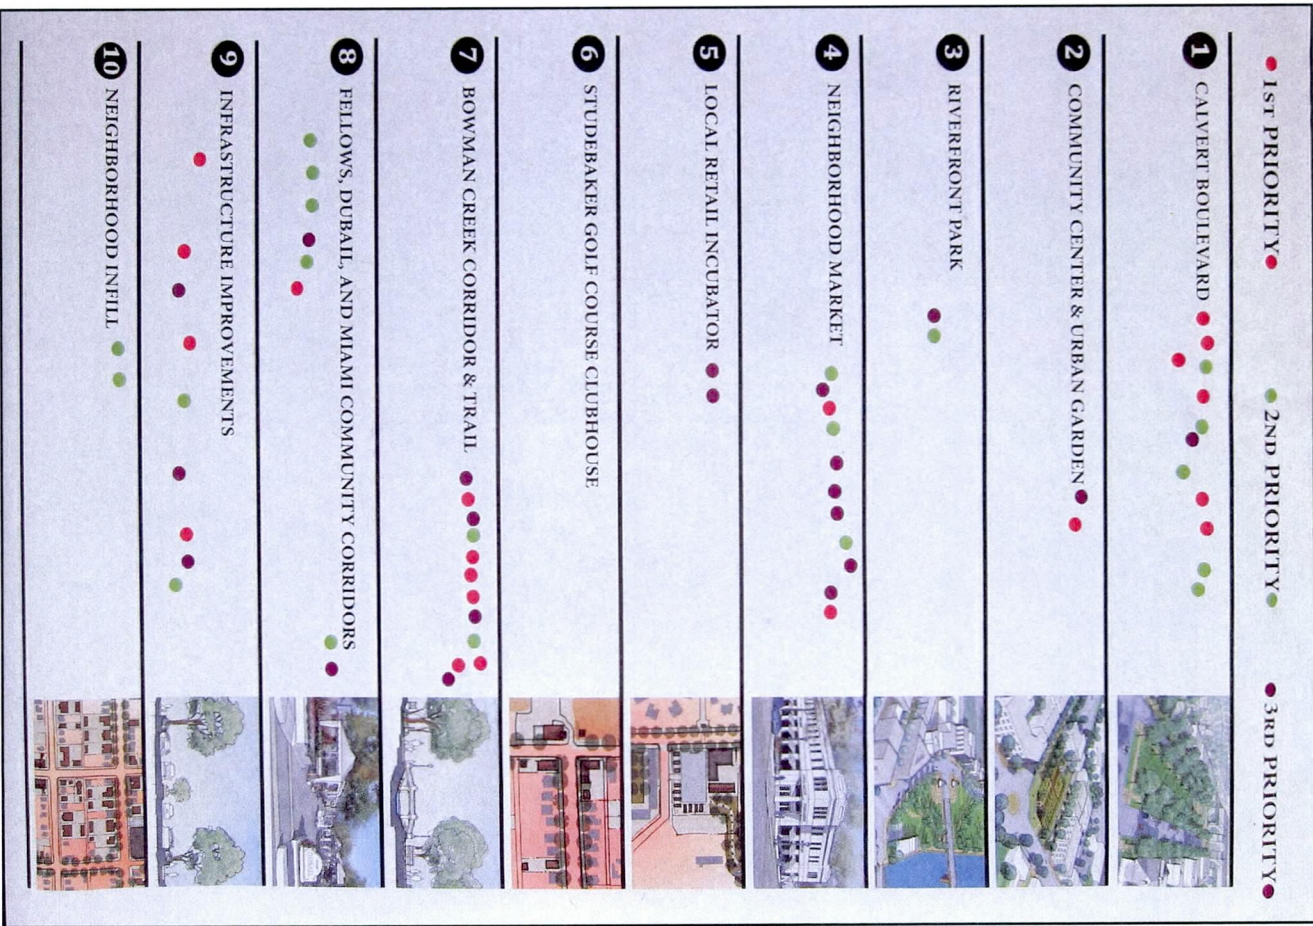 1ST PRIORITY 2ND PRIORITY 3RD PRIORITY
1 CALVERT BOULEVARD
2 COMMUNITY CENTER & URBAN GARDEN
3 RIVERFRONT PARK
4 NEIGHBORHOOD MARKET
5 LOCAL RETAIL INCUBATOR
6 STUDEBAKER GOLF COURSE CLUBHOUSE
7 BOWMAN CREEK CORRIDOR & TRAIL
8 FELLOWS, DUBAIL, AND MIAMI COMMUNITY CORRIDORS
9 INFRASTRUCTURE IMPROVEMENTS
10 NEIGHBORHOOD INFILL